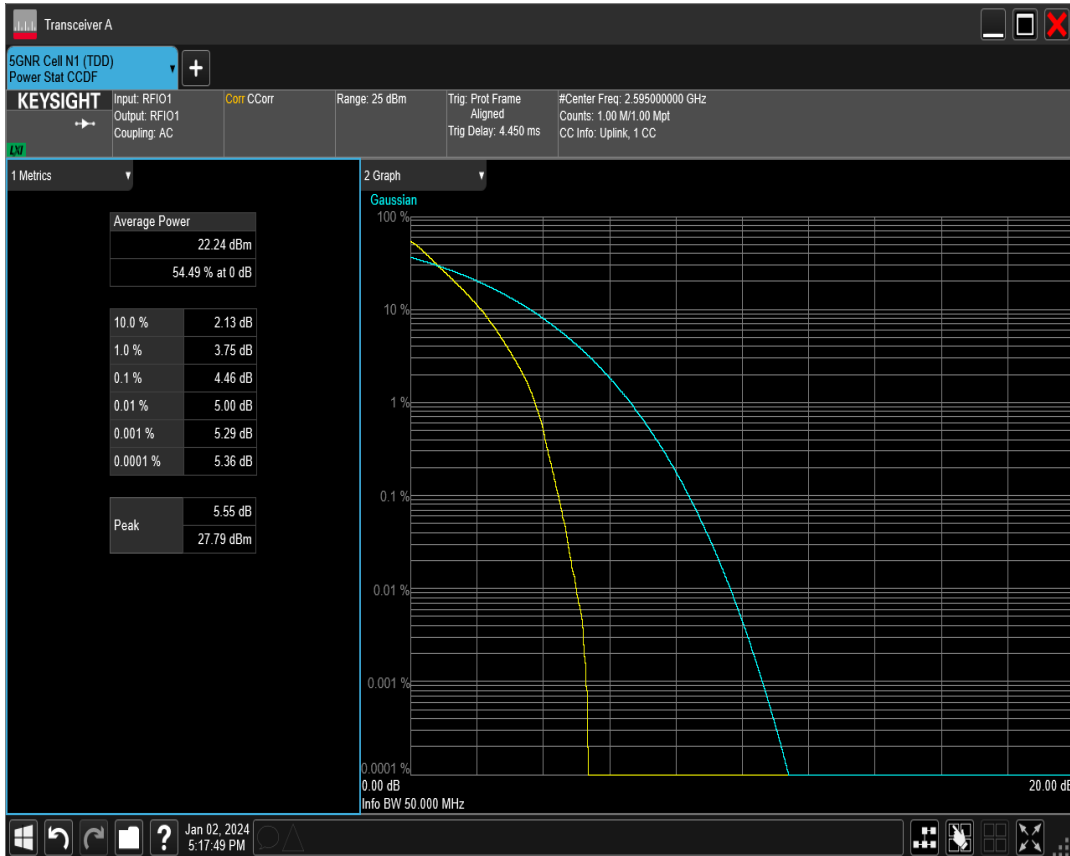 Transceiver A
5GNR Cell N1 (TDD)
Power Stat CCDF
+
KEYSIGHT
LXI
Input: RFIO1
Output: RFIO1
Coupling: AC
Corr CCorr
Range: 25 dBm
Trig: Prot Frame
Aligned
Trig Delay: 4.450 ms
#Center Freq: 2.595000000 GHz
Counts: 1.00 M/1.00 Mpt
CC Info: Uplink, 1 CC
1 Metrics
Average Power
22.24 dBm
54.49 % at 0 dB
10.0 % 2.13 dB
1.0 % 3.75 dB
0.1 % 4.46 dB
0.01 % 5.00 dB
0.001 % 5.29 dB
0.0001 % 5.36 dB
Peak
5.55 dB
27.79 dBm
2 Graph
Gaussian
100 %
10 %
1 %
0.1 %
0.01 %
0.001 %
0.0001 %
0.00 dB 20.00 dB
Info BW 50.000 MHz
?
Jan 02, 2024
5:17:49 PM